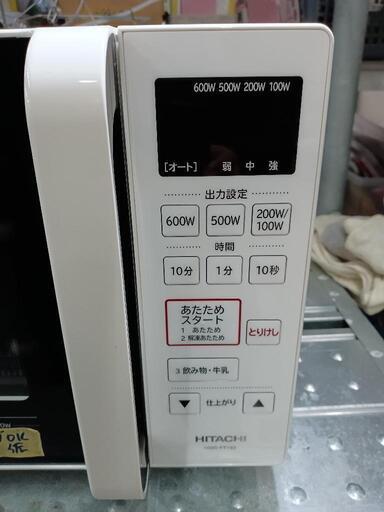 600W 500W 200W 100W
[オート] 弱 中 強
出力設定
600W 500W 200W/100W
時間
10分 1分 10秒
あたため
スタート
1 あたため
2 解凍あたため
とりけし
3 飲み物・牛乳
▼ 仕上がり ▲
HITACHI
OK